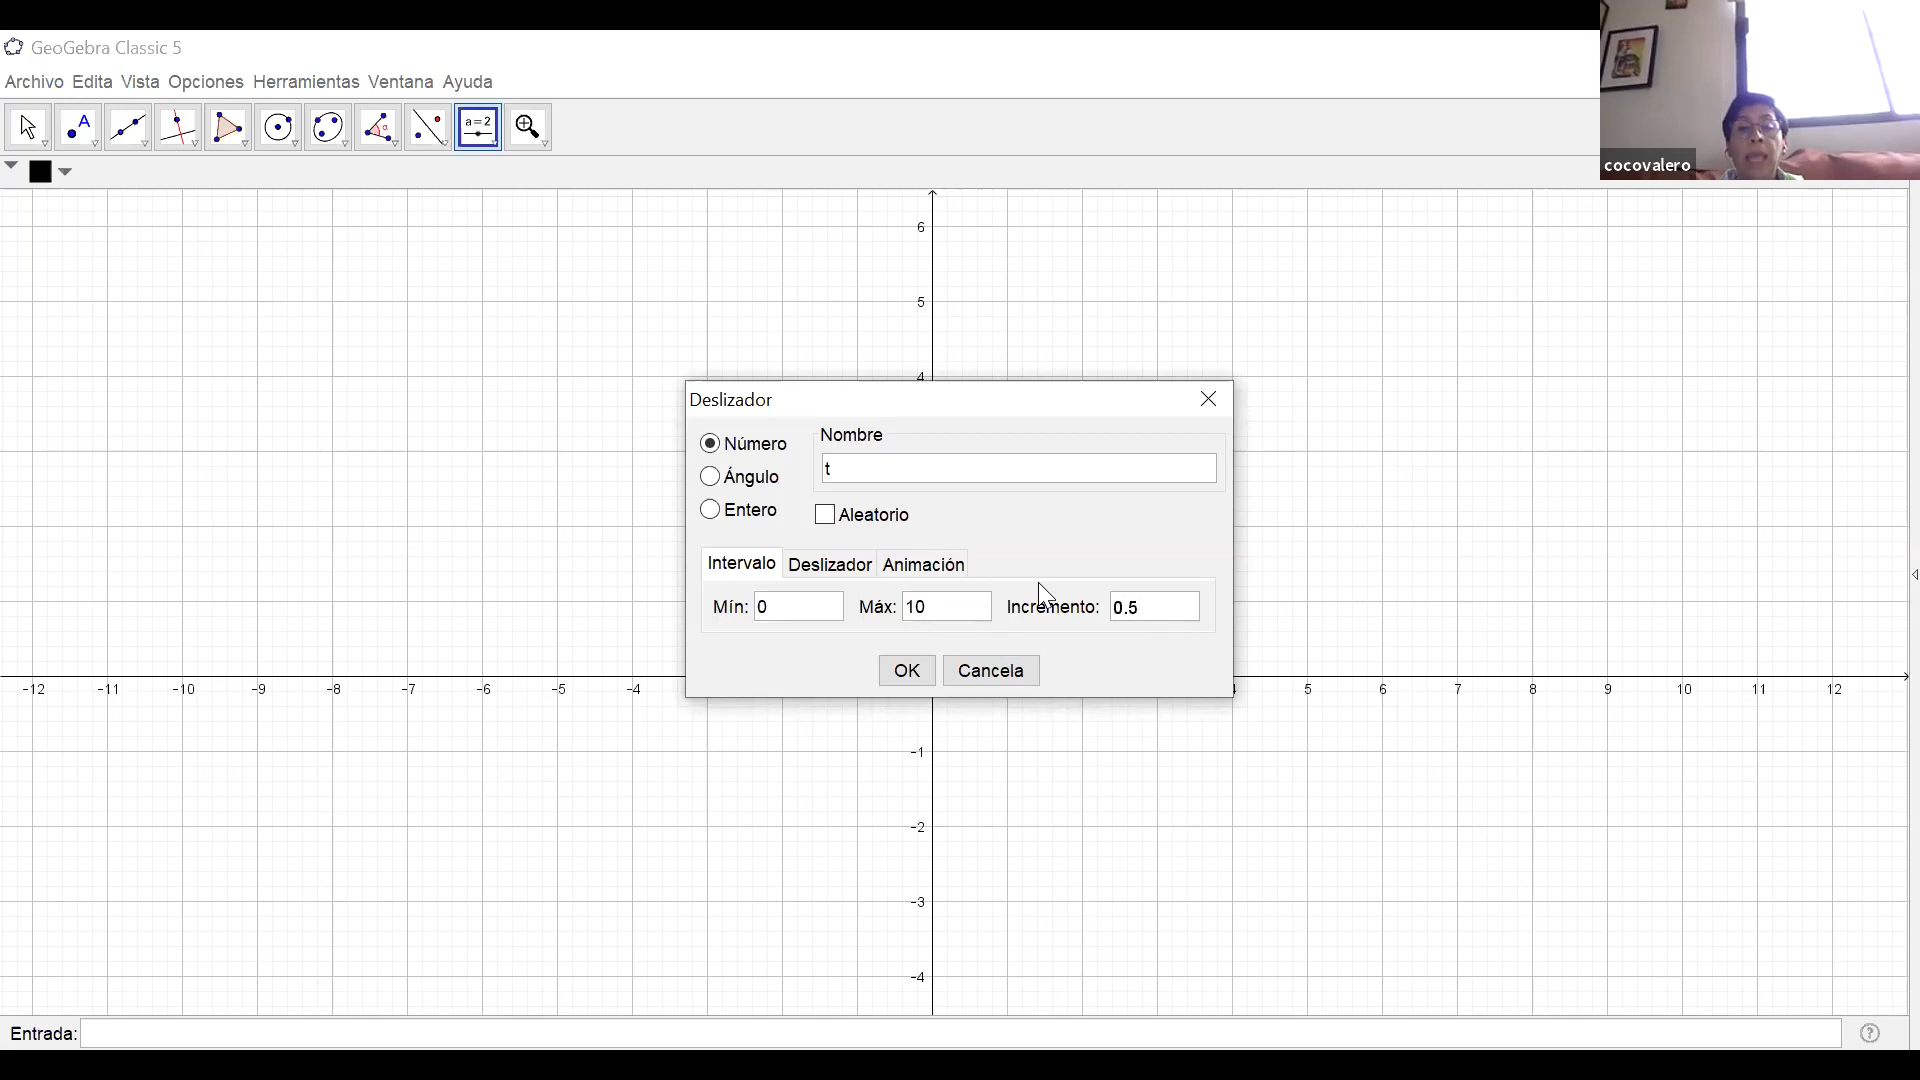 GeoGebra Classic 5
Archivo Edita Vista Opciones Herramientas Ventana Ayuda
A
α
a=2
cocovalero
6
5
4
Deslizador
Número
Ángulo
Entero
Nombre
t
Aleatorio
Intervalo Deslizador Animación
Mín: 0 Máx: 10 Incremento: 0.5
OK Cancela
-12 -11 -10 -9 -8 -7 -6 -5 -4 5 6 7 8 9 10 11 12
-1
-2
-3
-4
Entrada:
?